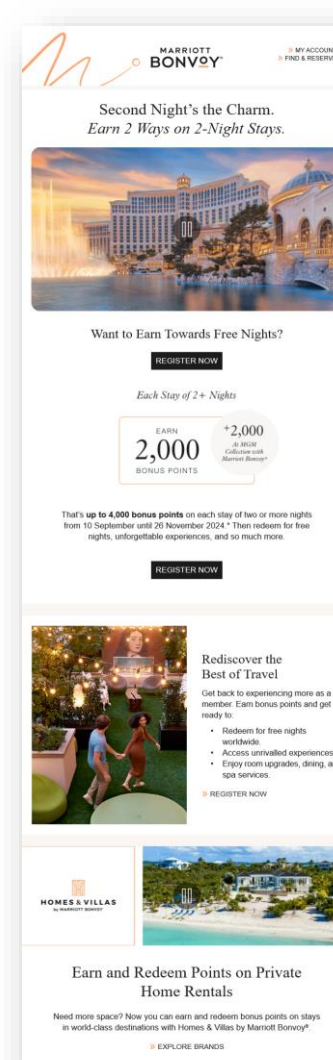 MARRIOTT
BONVOY
» MY ACCOUN
» FIND & RESERV
Second Night's the Charm.
Earn 2 Ways on 2-Night Stays.
Want to Earn Towards Free Nights?
REGISTER NOW
Each Stay of 2+ Nights
EARN
2,000
BONUS POINTS
+2,000
At MGM
Collection with
Marriott Bonvoy®
That's up to 4,000 bonus points on each stay of two or more nights
from 10 September until 26 November 2024.* Then redeem for free
nights, unforgettable experiences, and so much more.
REGISTER NOW
Rediscover the
Best of Travel
Get back to experiencing more as a
member. Earn bonus points and get
ready to:
• Redeem for free nights
worldwide.
• Access unrivalled experiences
• Enjoy room upgrades, dining, a
spa services.
» REGISTER NOW
HOMES & VILLAS
by MARRIOTT BONVOY®
Earn and Redeem Points on Private
Home Rentals
Need more space? Now you can earn and redeem bonus points on stays
in world-class destinations with Homes & Villas by Marriott Bonvoy®.
» EXPLORE BRANDS